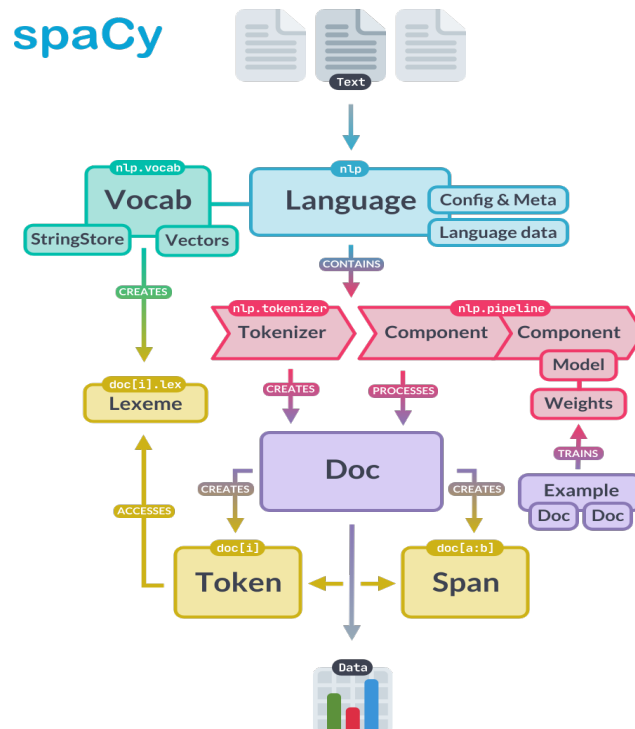 spaCy
Text
nlp.vocab
nlp
Vocab
Language
Config & Meta
StringStore
Vectors
Language data
CONTAINS
CREATES
nlp.tokenizer
nlp.pipeline
Tokenizer
Component
Component
Model
doc[i].lex
CREATES
PROCESSES
Lexeme
Weights
TRAINS
Doc
CREATES
CREATES
Example
Doc
Doc
ACCESSES
doc[i]
doc[a:b]
Token
Span
Data